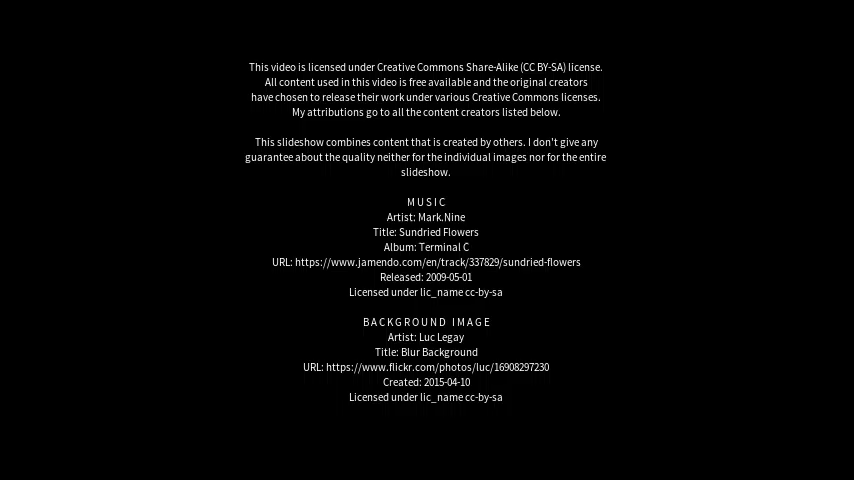 This video is licensed under Creative Commons Share-Alike (CC BY-SA) license.
All content used in this video is free available and the original creators
have chosen to release their work under various Creative Commons licenses.
My attributions go to all the content creators listed below.
This slideshow combines content that is created by others. I don't give any
guarantee about the quality neither for the individual images nor for the entire
slideshow.
MUSIC
Artist: Mark.Nine
Title: Sundried Flowers
Album: Terminal C
URL: https://www.jamendo.com/en/track/337829/sundried-flowers
Released: 2009-05-01
Licensed under lic_name cc-by-sa
BACKGROUND IMAGE
Artist: Luc Legay
Title: Blur Background
URL: https://www.flickr.com/photos/luc/16908297230
Created: 2015-04-10
Licensed under lic_name cc-by-sa